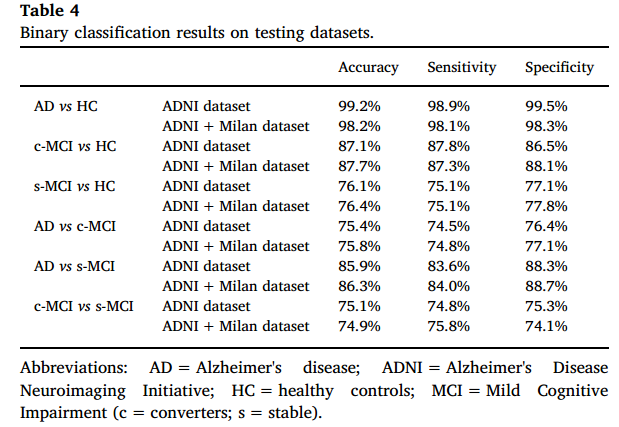 Table 4
Binary classification results on testing datasets.
Accuracy Sensitivity Specificity
AD vs HC ADNI dataset 99.2% 98.9% 99.5%
ADNI + Milan dataset 98.2% 98.1% 98.3%
c-MCI vs HC ADNI dataset 87.1% 87.8% 86.5%
ADNI + Milan dataset 87.7% 87.3% 88.1%
s-MCI vs HC ADNI dataset 76.1% 75.1% 77.1%
ADNI + Milan dataset 76.4% 75.1% 77.8%
AD vs c-MCI ADNI dataset 75.4% 74.5% 76.4%
ADNI + Milan dataset 75.8% 74.8% 77.1%
AD vs s-MCI ADNI dataset 85.9% 83.6% 88.3%
ADNI + Milan dataset 86.3% 84.0% 88.7%
c-MCI vs s-MCI ADNI dataset 75.1% 74.8% 75.3%
ADNI + Milan dataset 74.9% 75.8% 74.1%
Abbreviations: AD = Alzheimer's disease; ADNI = Alzheimer's Disease
Neuroimaging Initiative; HC = healthy controls; MCI = Mild Cognitive
Impairment (c = converters; s = stable).